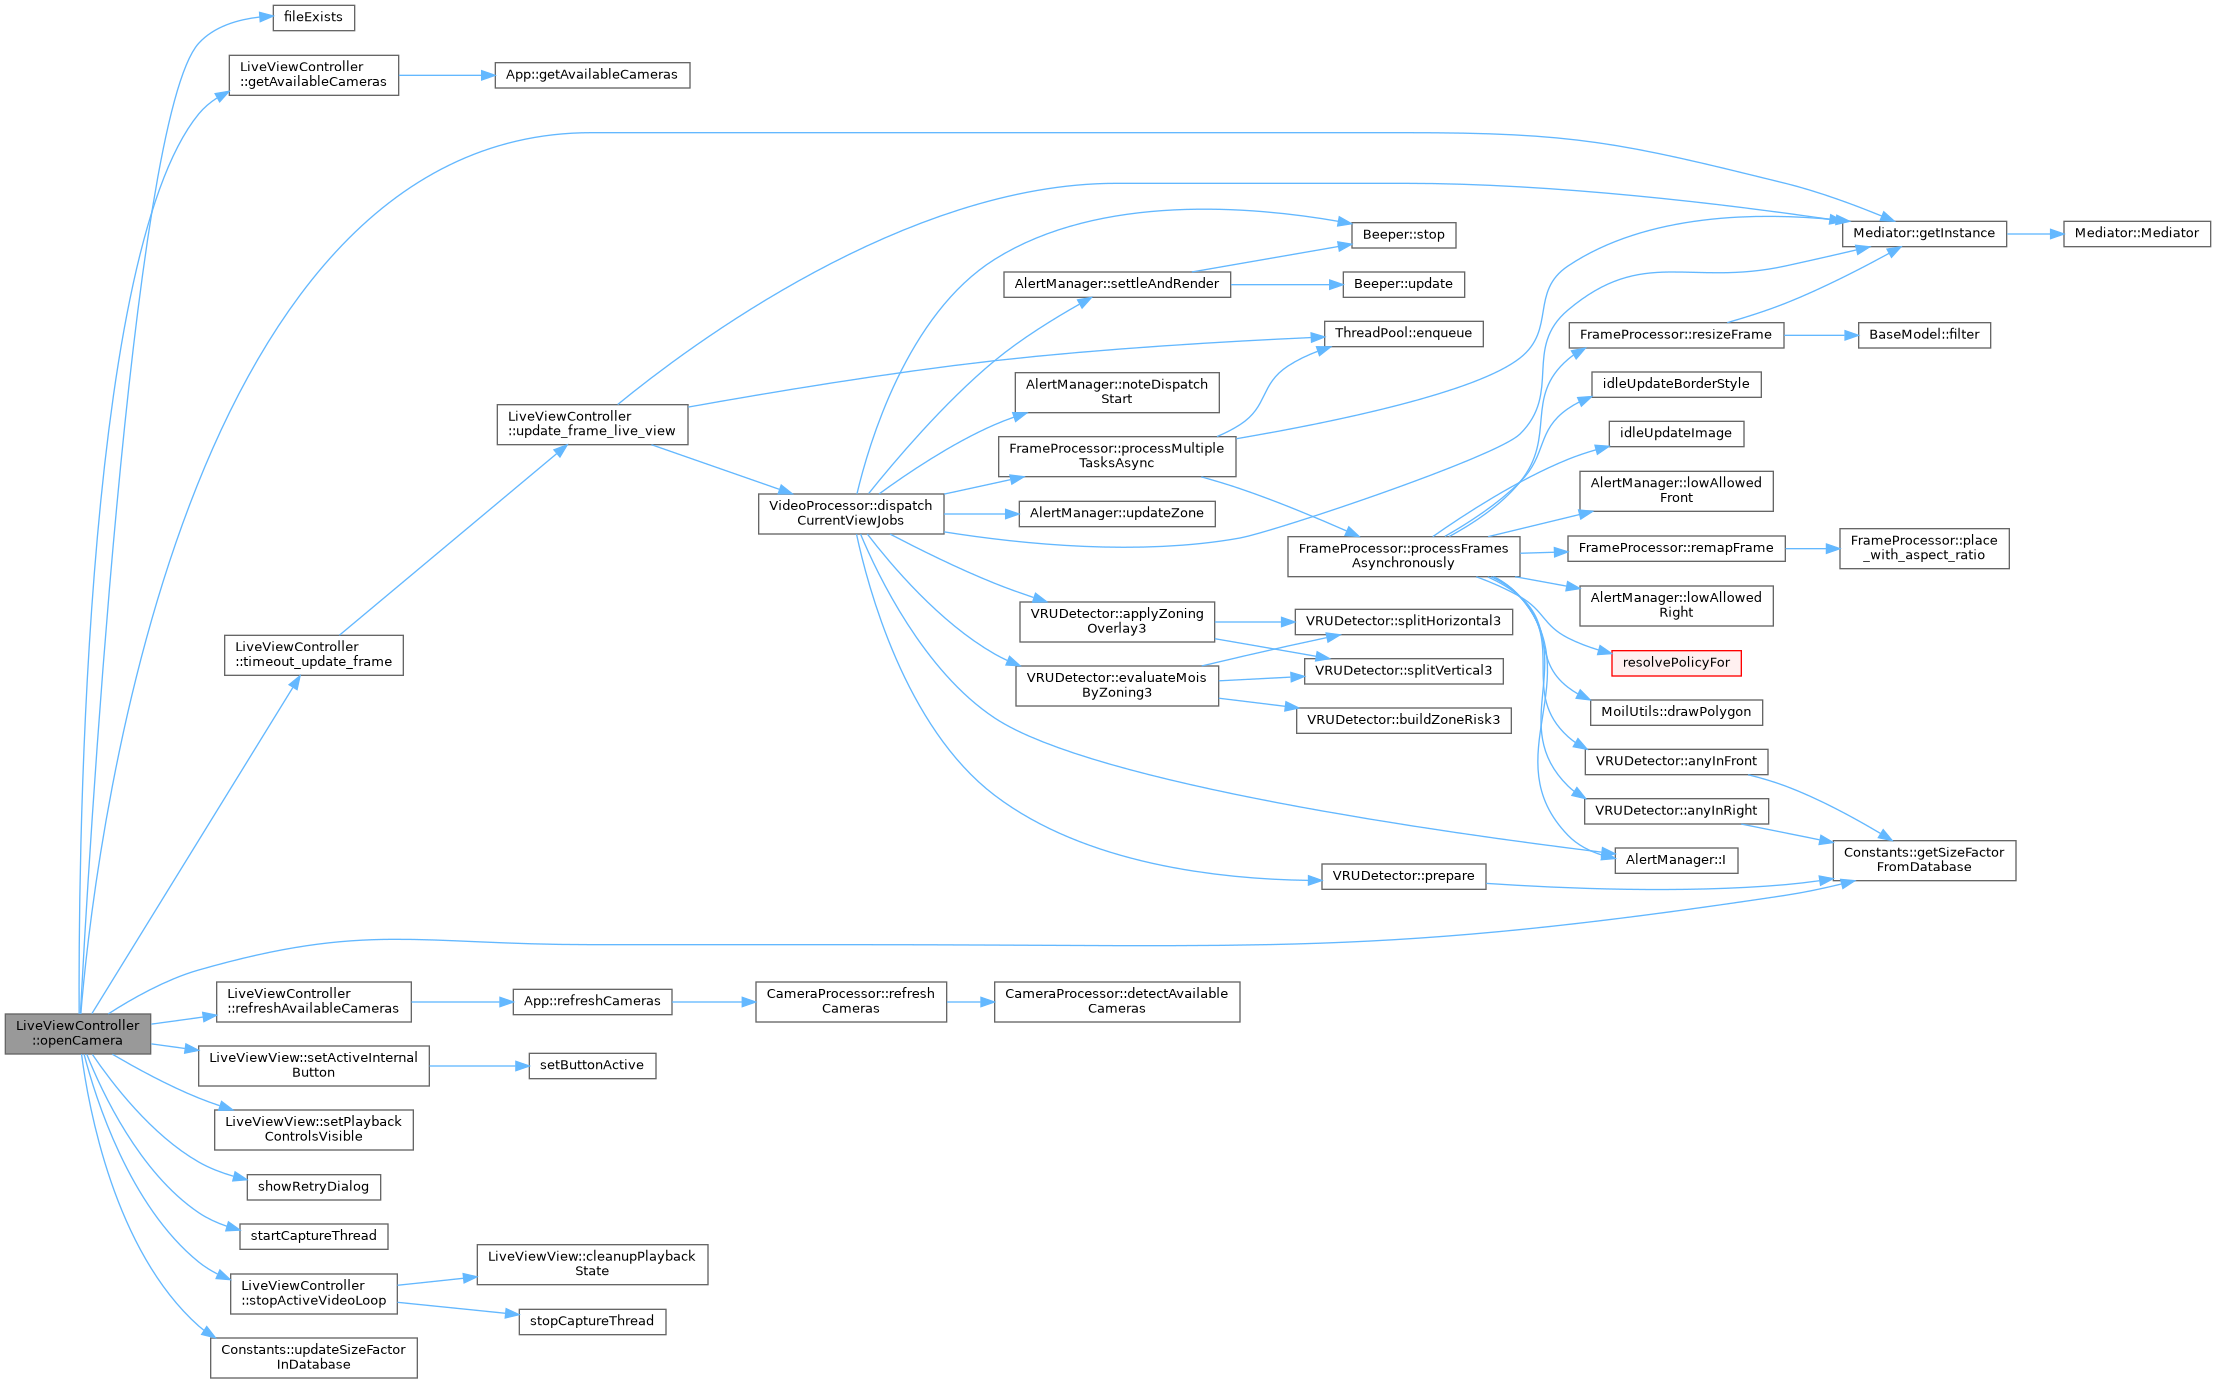 fileExists
LiveViewController
::getAvailableCameras
App::getAvailableCameras
Mediator::getInstance
Mediator::Mediator
Beeper::stop
AlertManager::settleAndRender
Beeper::update
ThreadPool::enqueue
FrameProcessor::resizeFrame
BaseModel::filter
idleUpdateBorderStyle
AlertManager::noteDispatch
Start
LiveViewController
::update_frame_live_view
idleUpdateImage
FrameProcessor::processMultiple
TasksAsync
AlertManager::lowAllowed
Front
VideoProcessor::dispatch
CurrentViewJobs
AlertManager::updateZone
FrameProcessor::processFrames
Asynchronously
FrameProcessor::remapFrame
FrameProcessor::place
_with_aspect_ratio
AlertManager::lowAllowed
Right
VRUDetector::applyZoning
Overlay3
VRUDetector::splitHorizontal3
LiveViewController
::timeout_update_frame
resolvePolicyFor
VRUDetector::splitVertical3
VRUDetector::evaluateMois
ByZoning3
MoilUtils::drawPolygon
VRUDetector::buildZoneRisk3
VRUDetector::anyInFront
VRUDetector::anyInRight
AlertManager::I
Constants::getSizeFactor
FromDatabase
VRUDetector::prepare
LiveViewController
::refreshAvailableCameras
App::refreshCameras
CameraProcessor::refresh
Cameras
CameraProcessor::detectAvailable
Cameras
LiveViewController
::openCamera
LiveViewView::setActiveInternal
Button
setButtonActive
LiveViewView::setPlayback
ControlsVisible
showRetryDialog
startCaptureThread
LiveViewController
::stopActiveVideoLoop
LiveViewView::cleanupPlayback
State
stopCaptureThread
Constants::updateSizeFactor
InDatabase